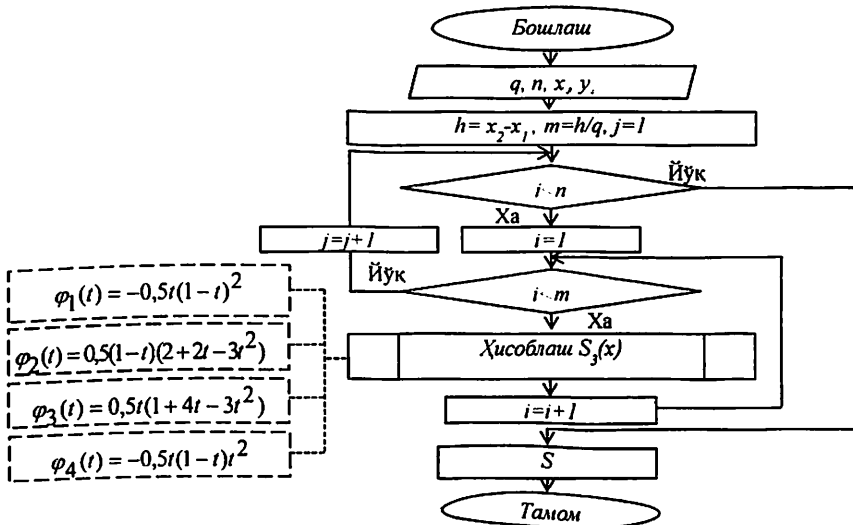 Бошлаш
q, n, x, y.
h= x₂-x₁, m=h/q, j=1
Йўқ
Ха
j=j+1
i=1
Йўқ
Ха
φ₁(t) = −0,5t(1−t)²
φ₂(t) = 0,5(1−t)(2+2t−3t²)
Ҳисоблаш S₃(x)
φ₃(t) = 0,5t(1+4t−3t²)
i=i+1
φ₄(t) = −0,5t(1−t)t²
S
Тамом